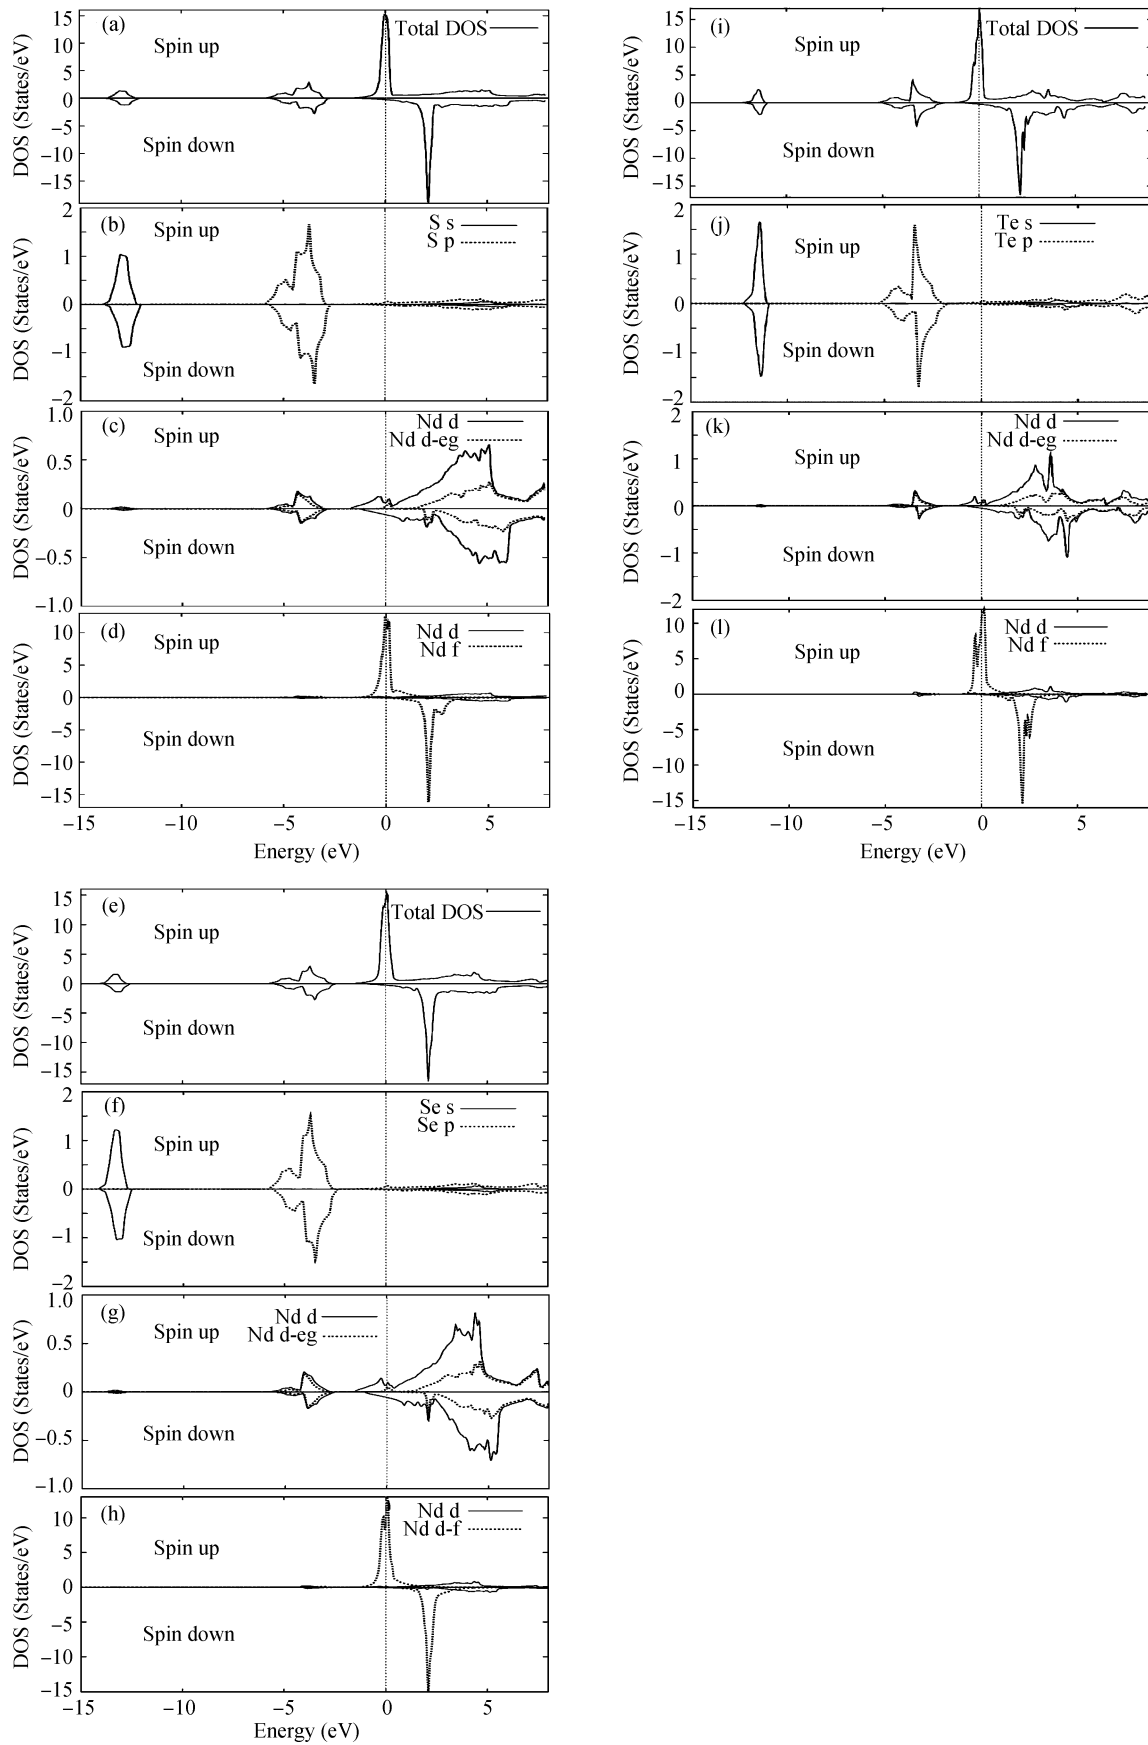 (a)
Spin up
Total DOS
Spin down
DOS (States/eV)
15
10
5
0
−5
−10
−15
(b)
Spin up
S s
S p
Spin down
DOS (States/eV)
2
1
0
−1
−2
(c)
Spin up
Nd d
Nd d-eg
Spin down
DOS (States/eV)
1.0
0.5
0
−0.5
−1.0
(d)
Spin up
Nd d
Nd f
Spin down
DOS (States/eV)
10
5
0
−5
−10
−15
−15 −10 −5 0 5
Energy (eV)
(e)
Spin up
Total DOS
Spin down
DOS (States/eV)
15
10
5
0
−5
−10
−15
(f)
Spin up
Se s
Se p
Spin down
DOS (States/eV)
2
1
0
−1
−2
(g)
Spin up
Nd d
Nd d-eg
Spin down
DOS (States/eV)
1.0
0.5
0
−0.5
−1.0
(h)
Spin up
Nd d
Nd d-f
Spin down
DOS (States/eV)
10
5
0
−5
−10
15
−15 −10 −5 0 5
Energy (eV)
(i)
Spin up
Total DOS
Spin down
DOS (States/eV)
15
10
5
0
−5
−10
−15
(j)
Spin up
Te s
Te p
Spin down
DOS (States/eV)
2
1
0
−1
−2
(k)
Spin up
Nd d
Nd d-eg
Spin down
DOS (States/eV)
2
1
0
−1
−2
(l)
Spin up
Nd d
Nd f
Spin down
DOS (States/eV)
10
5
0
−5
−10
−15
−15 −10 −5 0 5
Energy (eV)